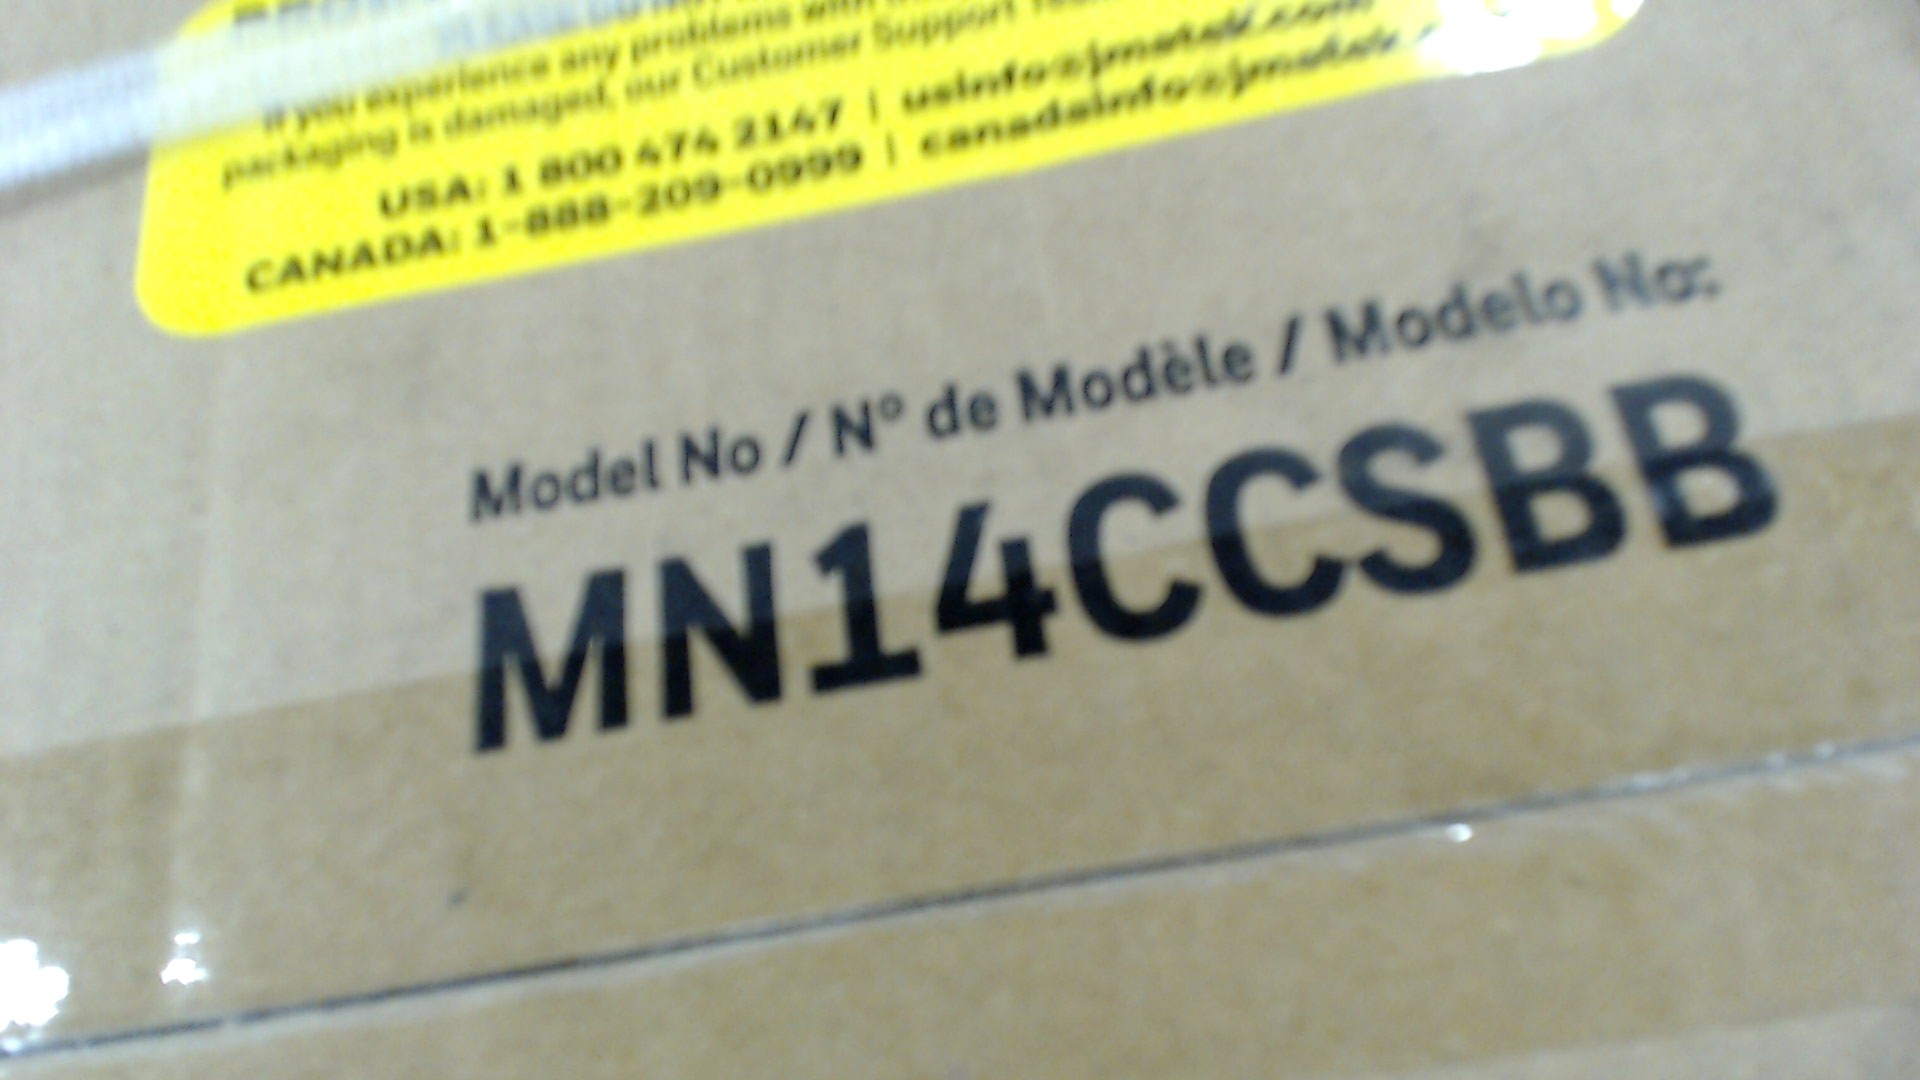 If you experience any problems with
packaging is damaged, our Customer Support
USA: 1 800 474 2147 | usinfo@jmatek.com
CANADA: 1-888-209-0999 | canadainfo@jmatek.
Model No / Nº de Modèle / Modelo No:
MN14CCSBB